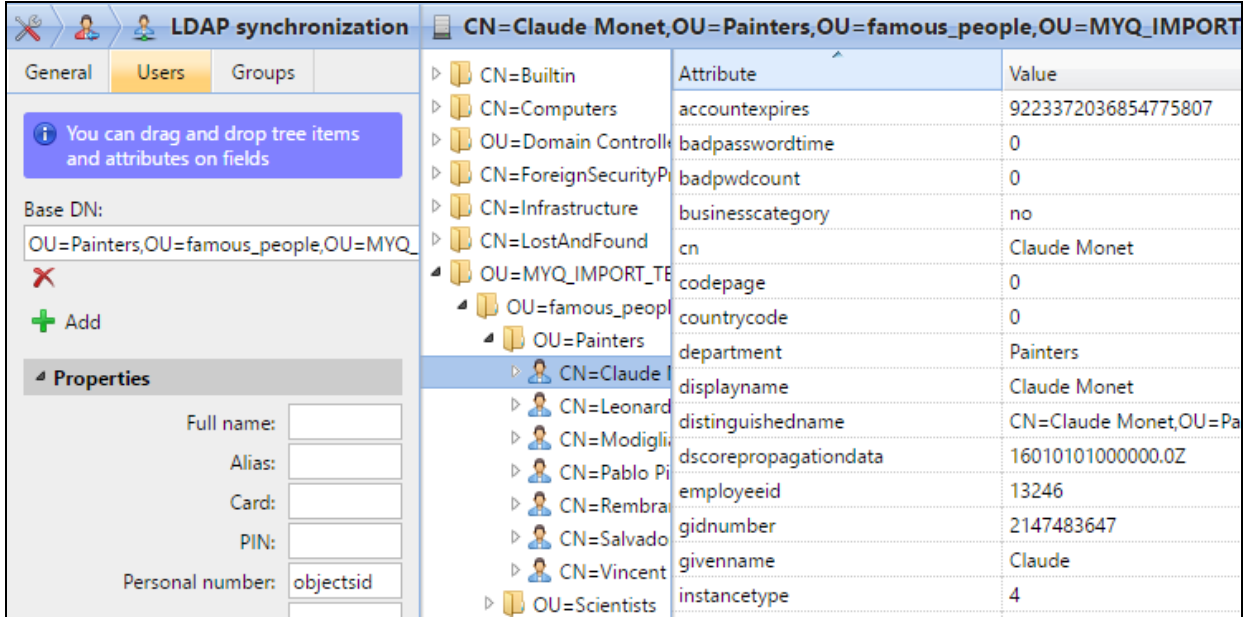 LDAP synchronization
CN=Claude Monet,OU=Painters,OU=famous_people,OU=MYQ_IMPORT
General Users Groups
You can drag and drop tree items
and attributes on fields
Base DN:
OU=Painters,OU=famous_people,OU=MYQ_
Add
Properties
Full name:
Alias:
Card:
PIN:
Personal number: objectsid
CN=Builtin
CN=Computers
OU=Domain Controlle
CN=ForeignSecurityPr
CN=Infrastructure
CN=LostAndFound
OU=MYQ_IMPORT_TE
OU=famous_peopl
OU=Painters
CN=Claude M
CN=Leonard
CN=Modiglia
CN=Pablo Pi
CN=Rembra
CN=Salvado
CN=Vincent
OU=Scientists
Attribute Value
accountexpires 9223372036854775807
badpasswordtime 0
badpwdcount 0
businesscategory no
cn Claude Monet
codepage 0
countrycode 0
department Painters
displayname Claude Monet
distinguishedname CN=Claude Monet,OU=Pa
dscorepropagationdata 16010101000000.0Z
employeeid 13246
gidnumber 2147483647
givenname Claude
instancetype 4